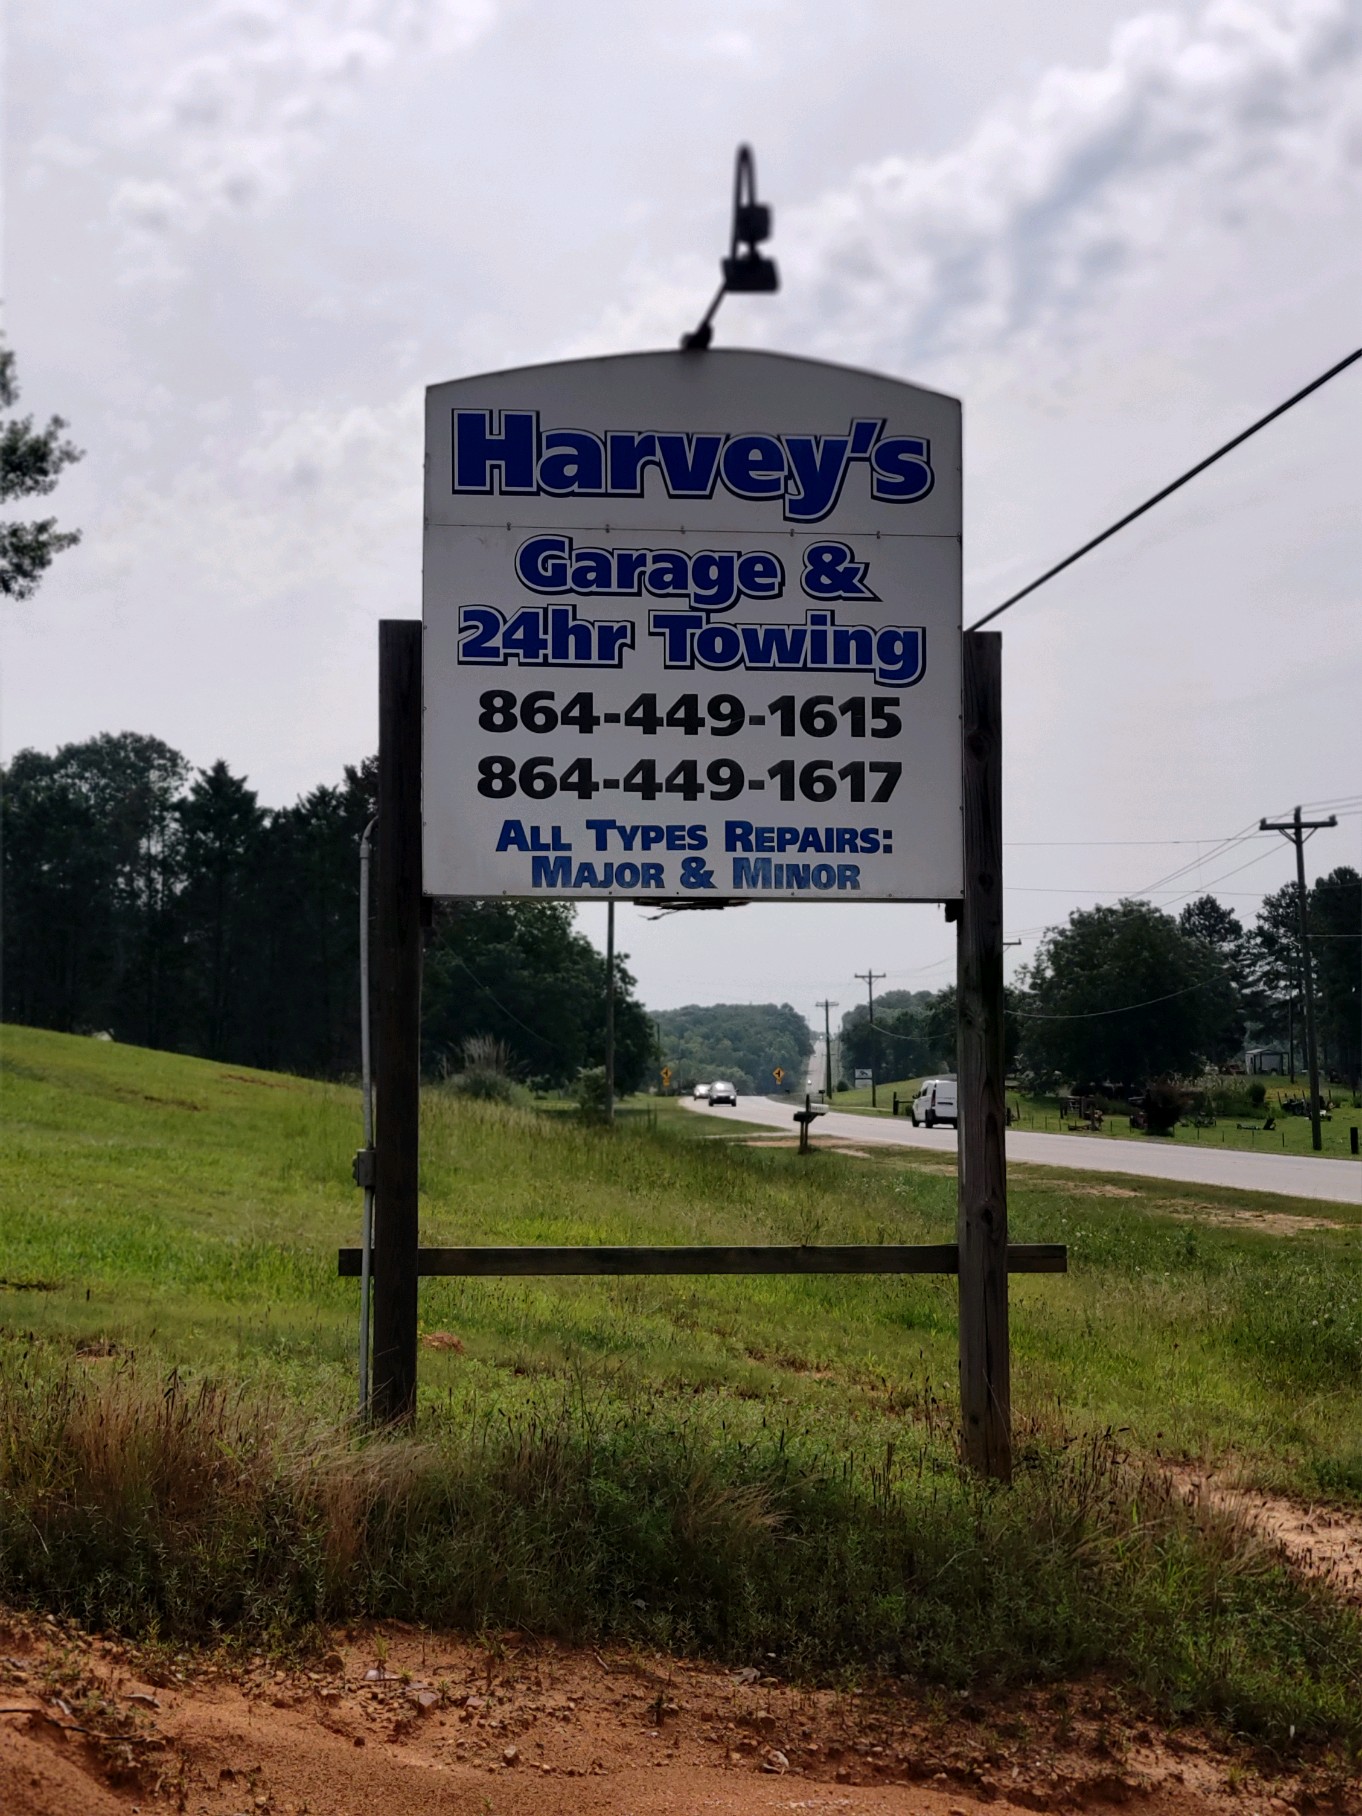 Harvey's
Garage &
24hr Towing
864-449-1615
864-449-1617
ALL TYPES REPAIRS:
MAJOR & MINOR